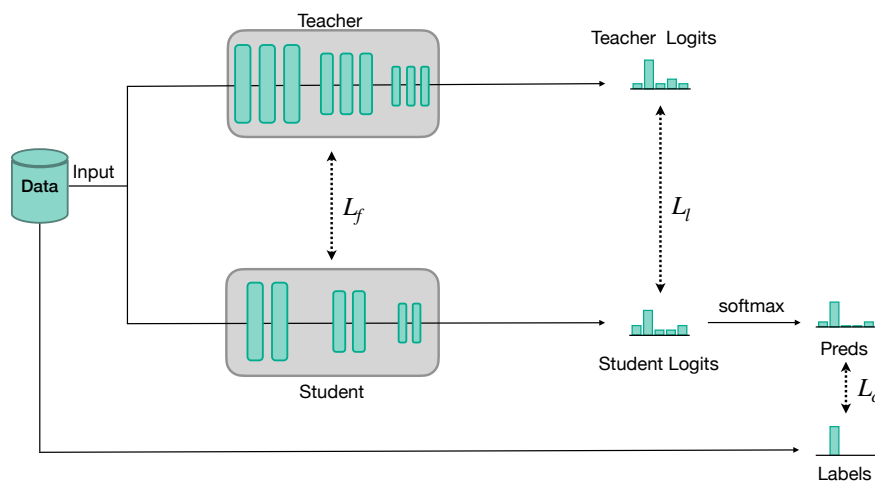 Teacher
Teacher Logits
Data
Input
L_f
L_l
softmax
Student Logits
Preds
Student
Labels